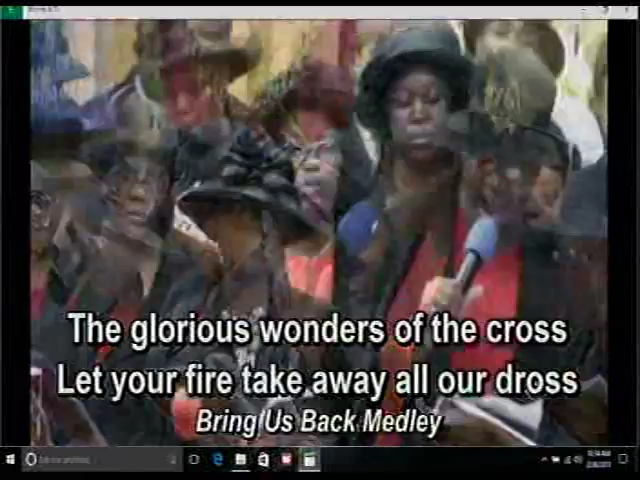 The glorious wonders of the cross
Let your fire take away all our dross
Bring Us Back Medley